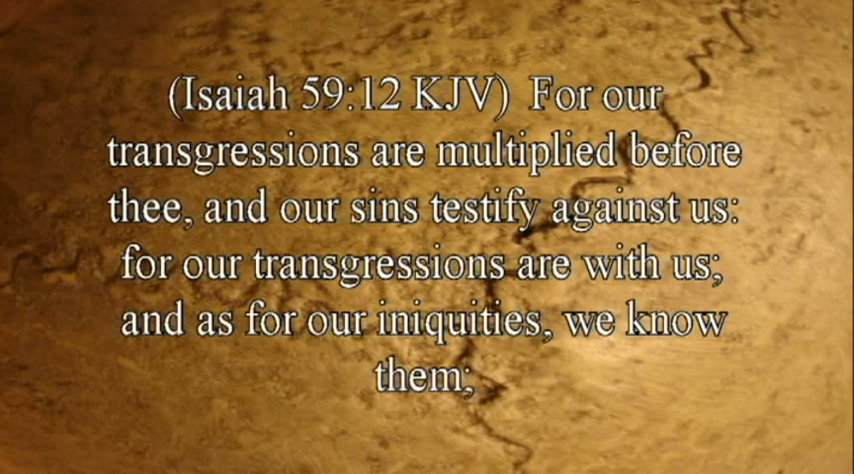 (Isaiah 59:12 KJV)  For our
transgressions are multiplied before
thee, and our sins testify against us:
for our transgressions are with us;
and as for our iniquities, we know
them;